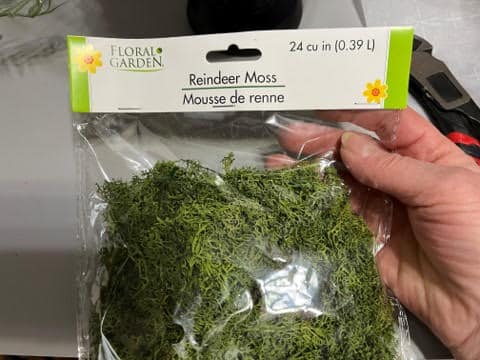 FLORAL
GARDEN
24 cu in (0.39 L)
Reindeer Moss
Mousse de renne